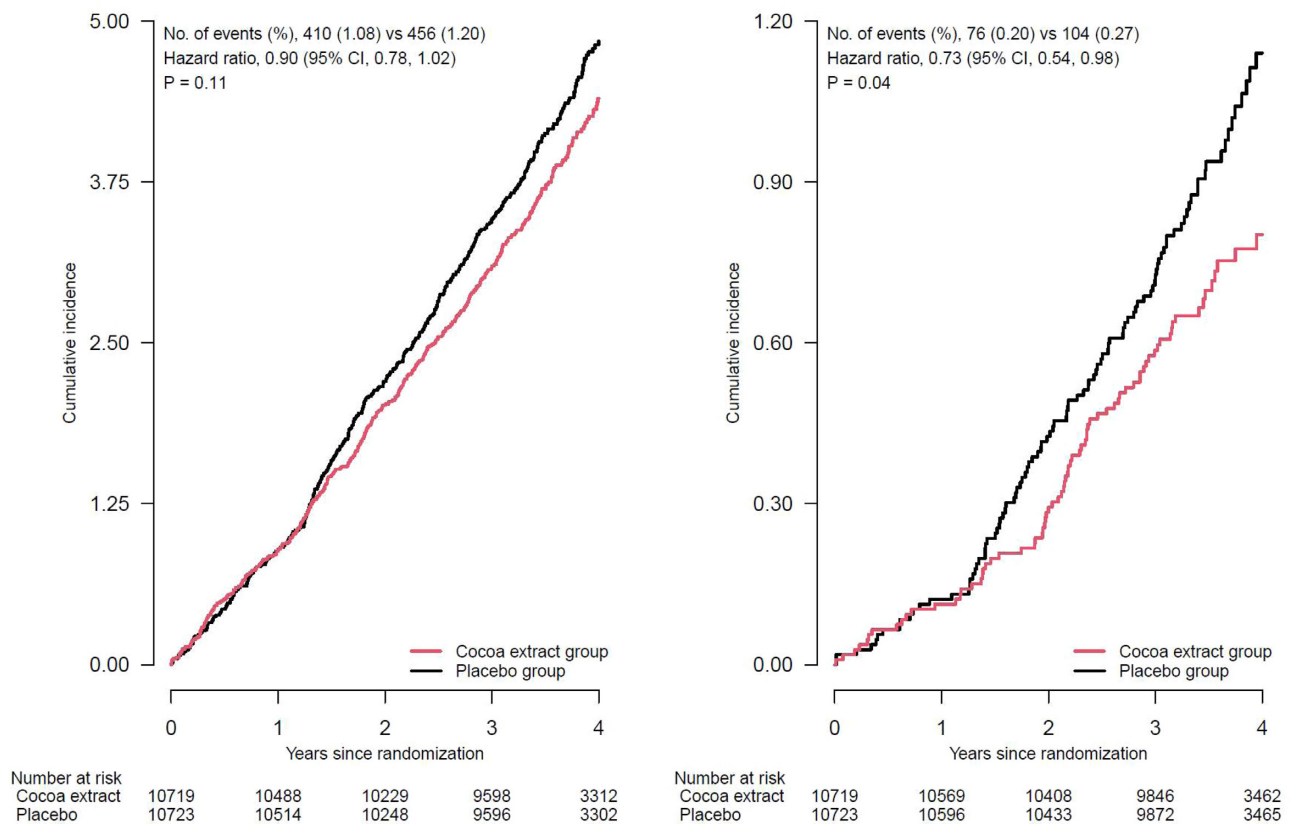 No. of events (%), 410 (1.08) vs 456 (1.20)
Hazard ratio, 0.90 (95% CI, 0.78, 1.02)
P = 0.11
5.00
3.75
2.50
1.25
0.00
Cumulative incidence
Cocoa extract group
Placebo group
0 1 2 3 4
Years since randomization
Number at risk
Cocoa extract 10719 10488 10229 9598 3312
Placebo 10723 10514 10248 9596 3302
No. of events (%), 76 (0.20) vs 104 (0.27)
Hazard ratio, 0.73 (95% CI, 0.54, 0.98)
P = 0.04
1.20
0.90
0.60
0.30
0.00
Cumulative incidence
Cocoa extract group
Placebo group
0 1 2 3 4
Years since randomization
Number at risk
Cocoa extract 10719 10569 10408 9846 3462
Placebo 10723 10596 10433 9872 3465